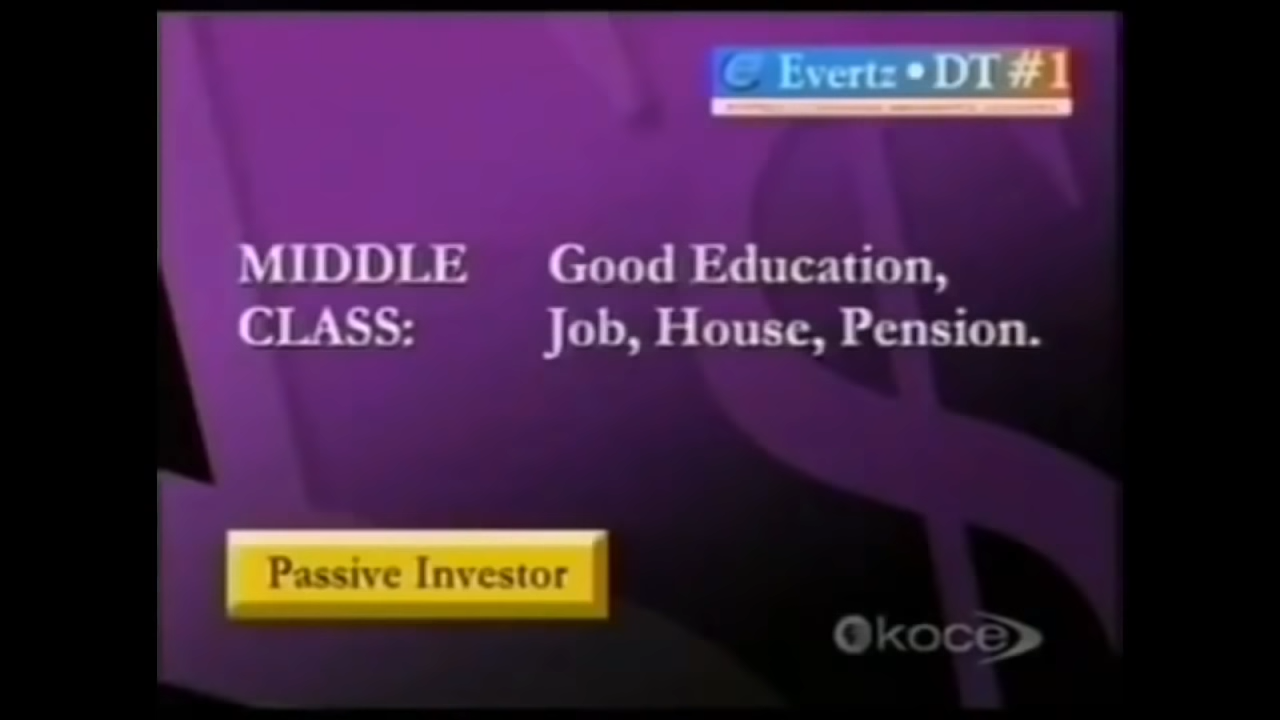 e Evertz • DT #1
MIDDLE Good Education,
CLASS: Job, House, Pension.
Passive Investor
koce